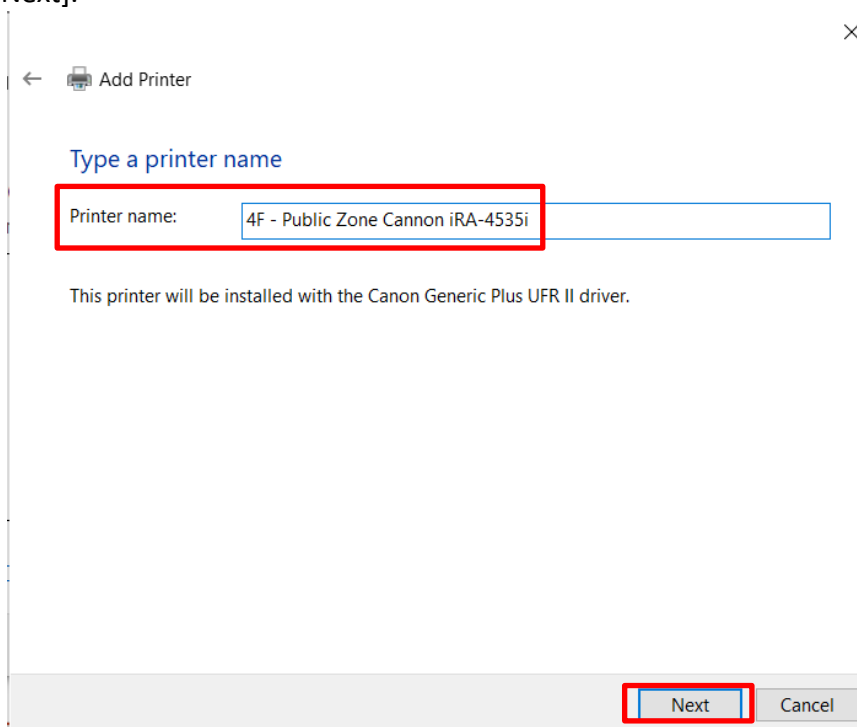 Next].
Add Printer
Type a printer name
Printer name: 4F - Public Zone Cannon iRA-4535i
This printer will be installed with the Canon Generic Plus UFR II driver.
Next Cancel